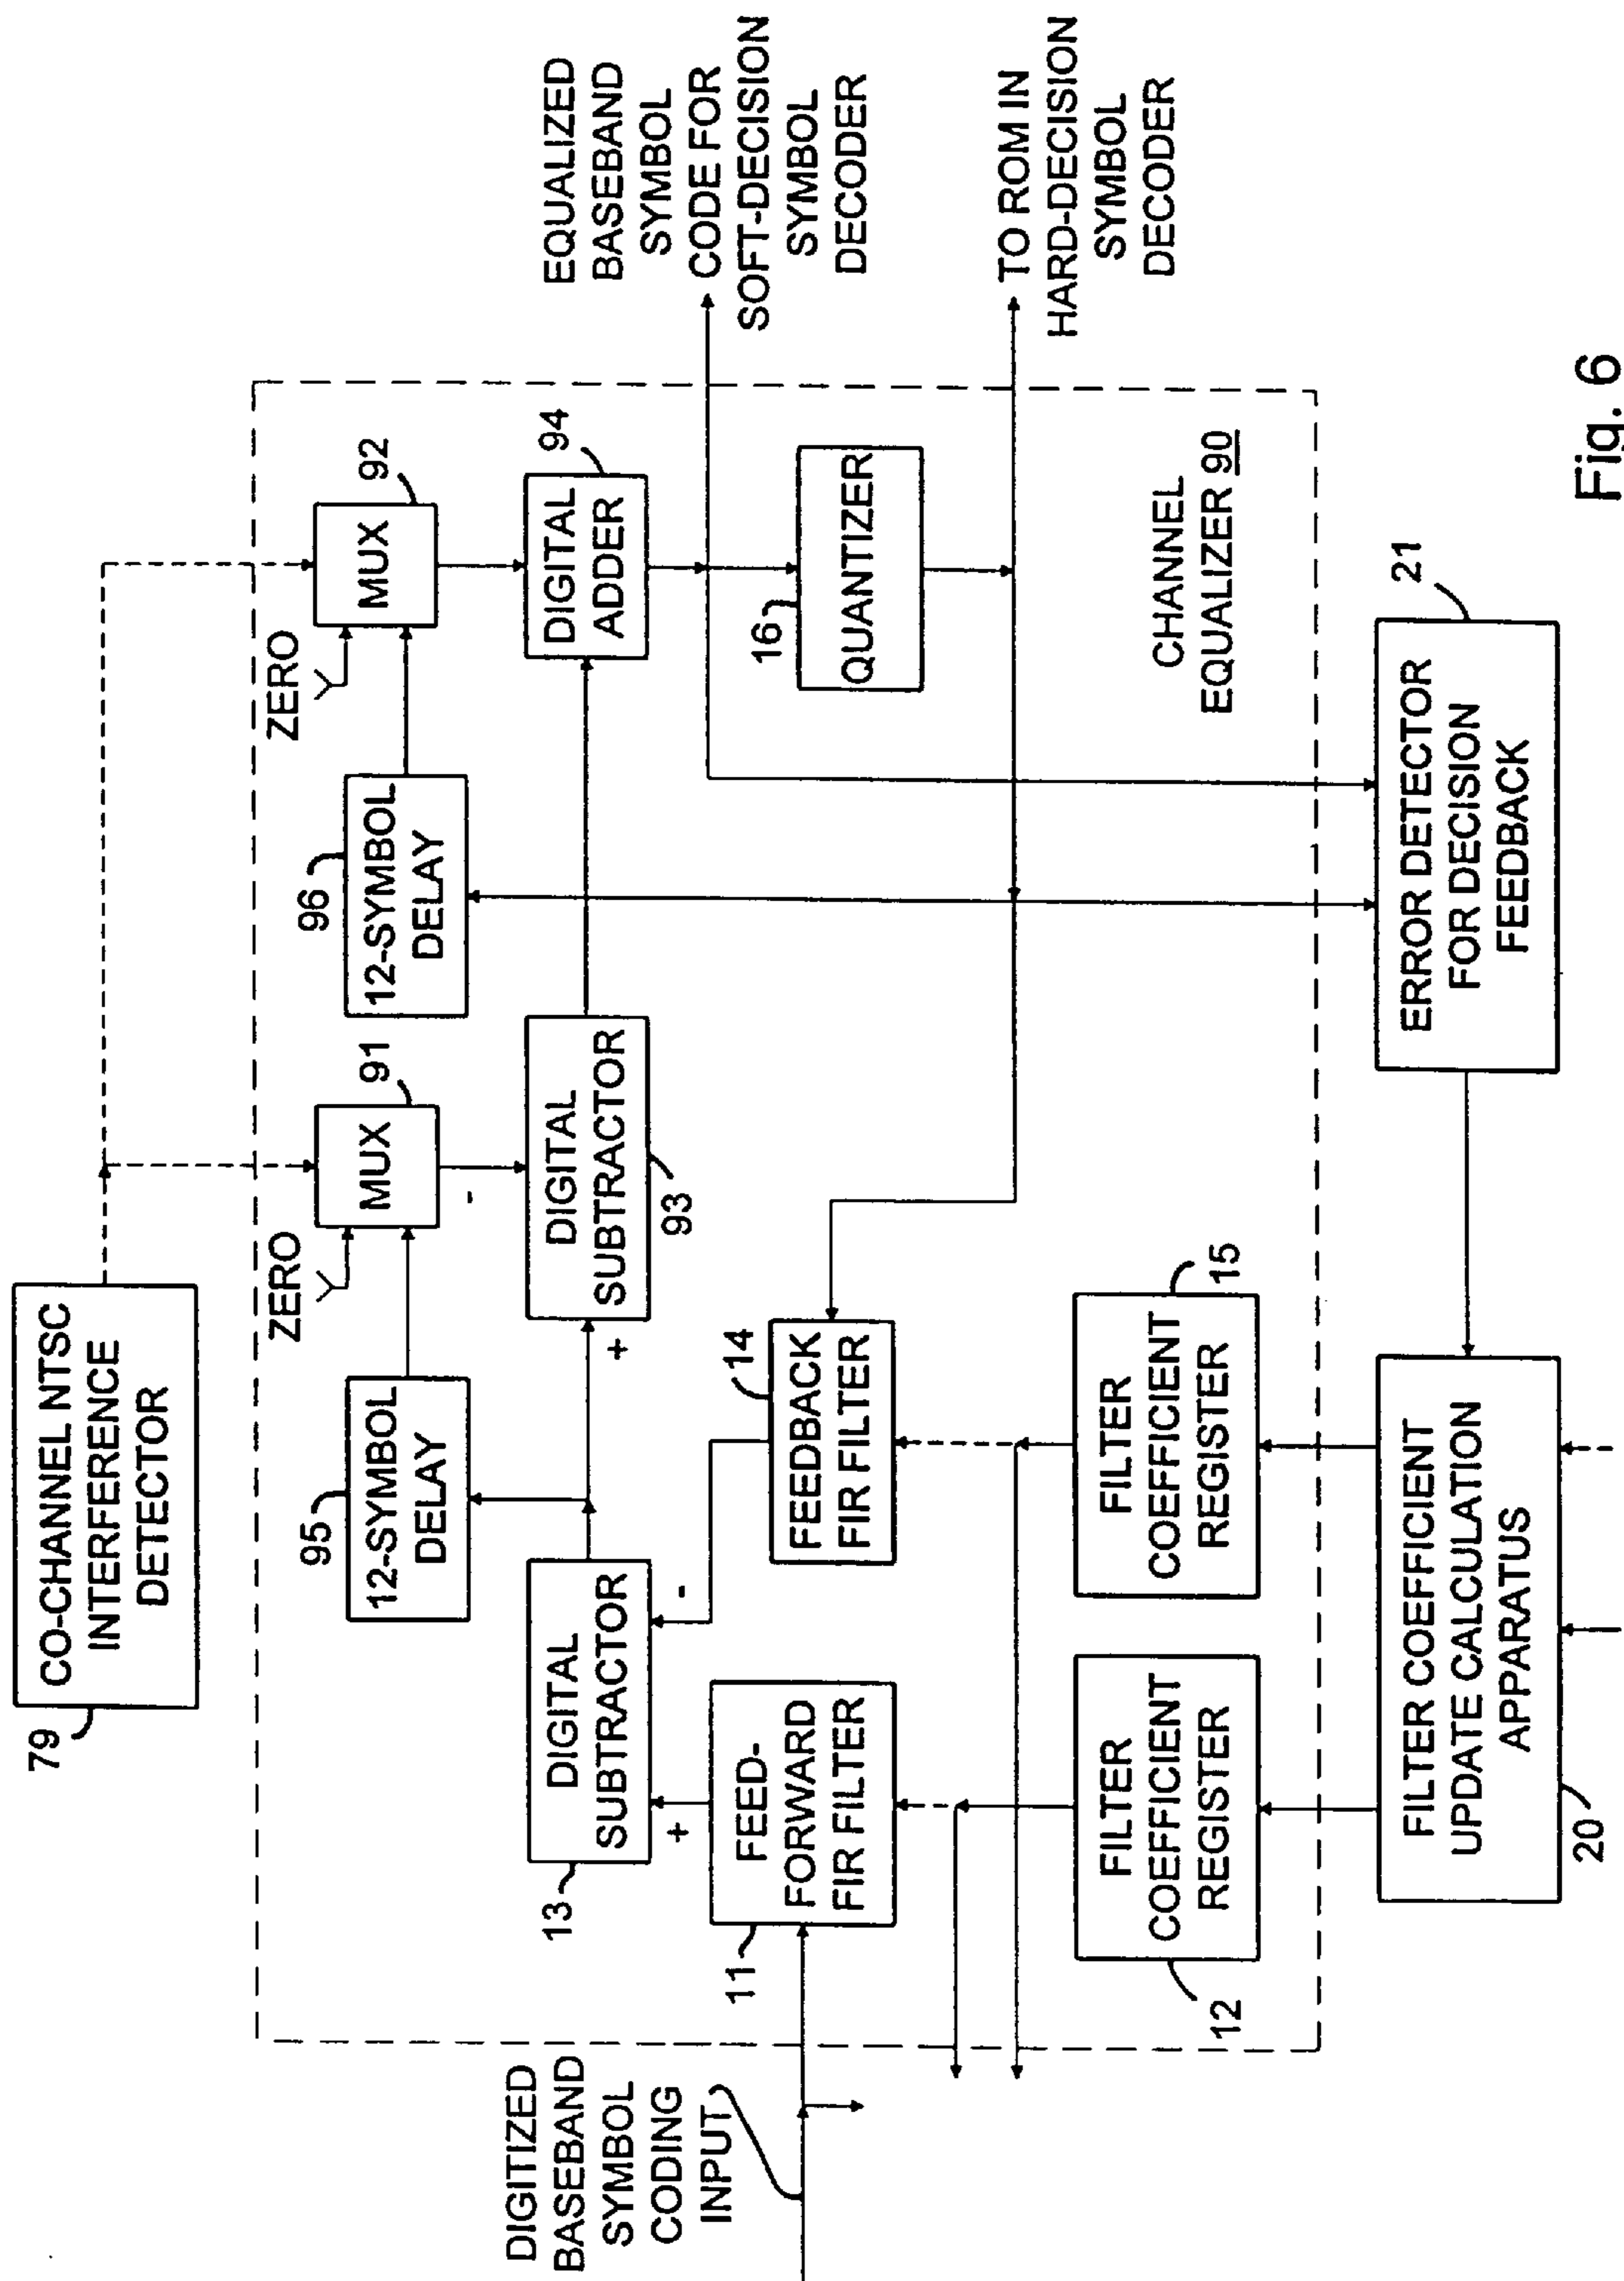 79
CO-CHANNEL NTSC
INTERFERENCE
DETECTOR
ZERO
MUX
91
ZERO
MUX
92
95
12-SYMBOL
DELAY
96
12-SYMBOL
DELAY
-
13
DIGITAL
SUBTRACTOR
+
DIGITAL
SUBTRACTOR
93
DIGITAL
ADDER
94
EQUALIZED
BASEBAND
SYMBOL
CODE FOR
SOFT-DECISION
SYMBOL
DECODER
+
-
DIGITIZED
BASEBAND
SYMBOL
CODING
INPUT
11
FEED-
FORWARD
FIR FILTER
14
FEEDBACK
FIR FILTER
16
QUANTIZER
TO ROM IN
HARD-DECISION
SYMBOL
DECODER
12
FILTER
COEFFICIENT
REGISTER
FILTER
COEFFICIENT
REGISTER
15
CHANNEL
EQUALIZER 90
20
FILTER COEFFICIENT
UPDATE CALCULATION
APPARATUS
ERROR DETECTOR
FOR DECISION
FEEDBACK
21
Fig. 6